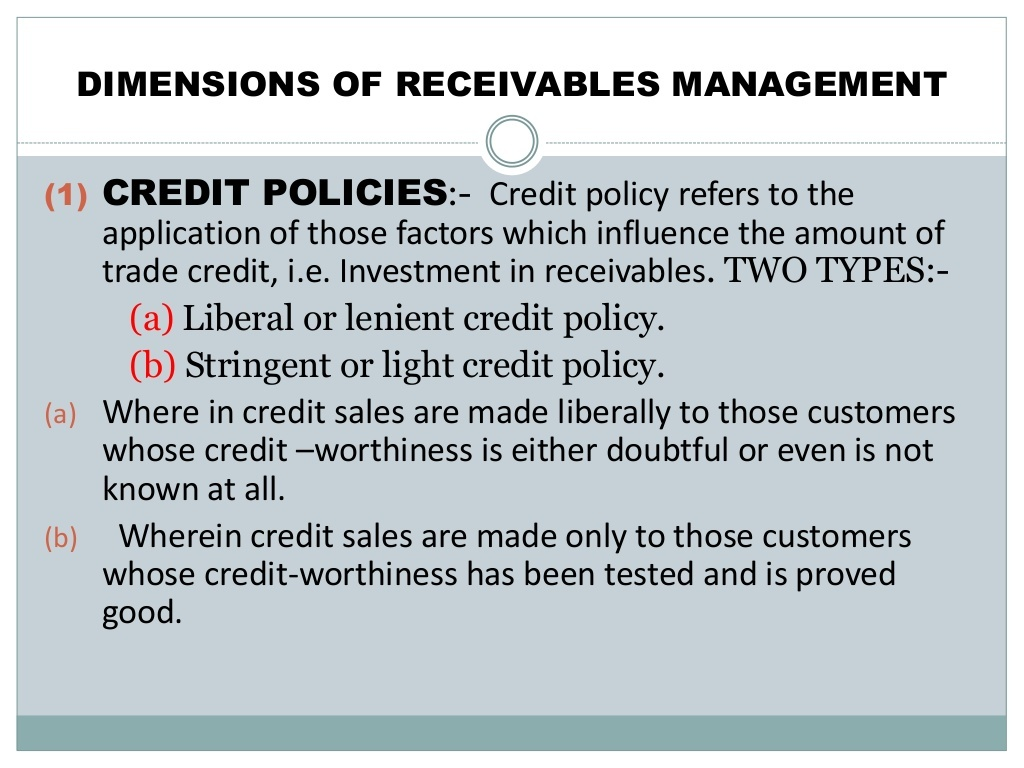 DIMENSIONS OF RECEIVABLES MANAGEMENT
(1) CREDIT POLICIES:- Credit policy refers to the
application of those factors which influence the amount of
trade credit, i.e. Investment in receivables. TWO TYPES:-
(a) Liberal or lenient credit policy.
(b) Stringent or light credit policy.
(a) Where in credit sales are made liberally to those customers
whose credit –worthiness is either doubtful or even is not
known at all.
(b) Wherein credit sales are made only to those customers
whose credit-worthiness has been tested and is proved
good.